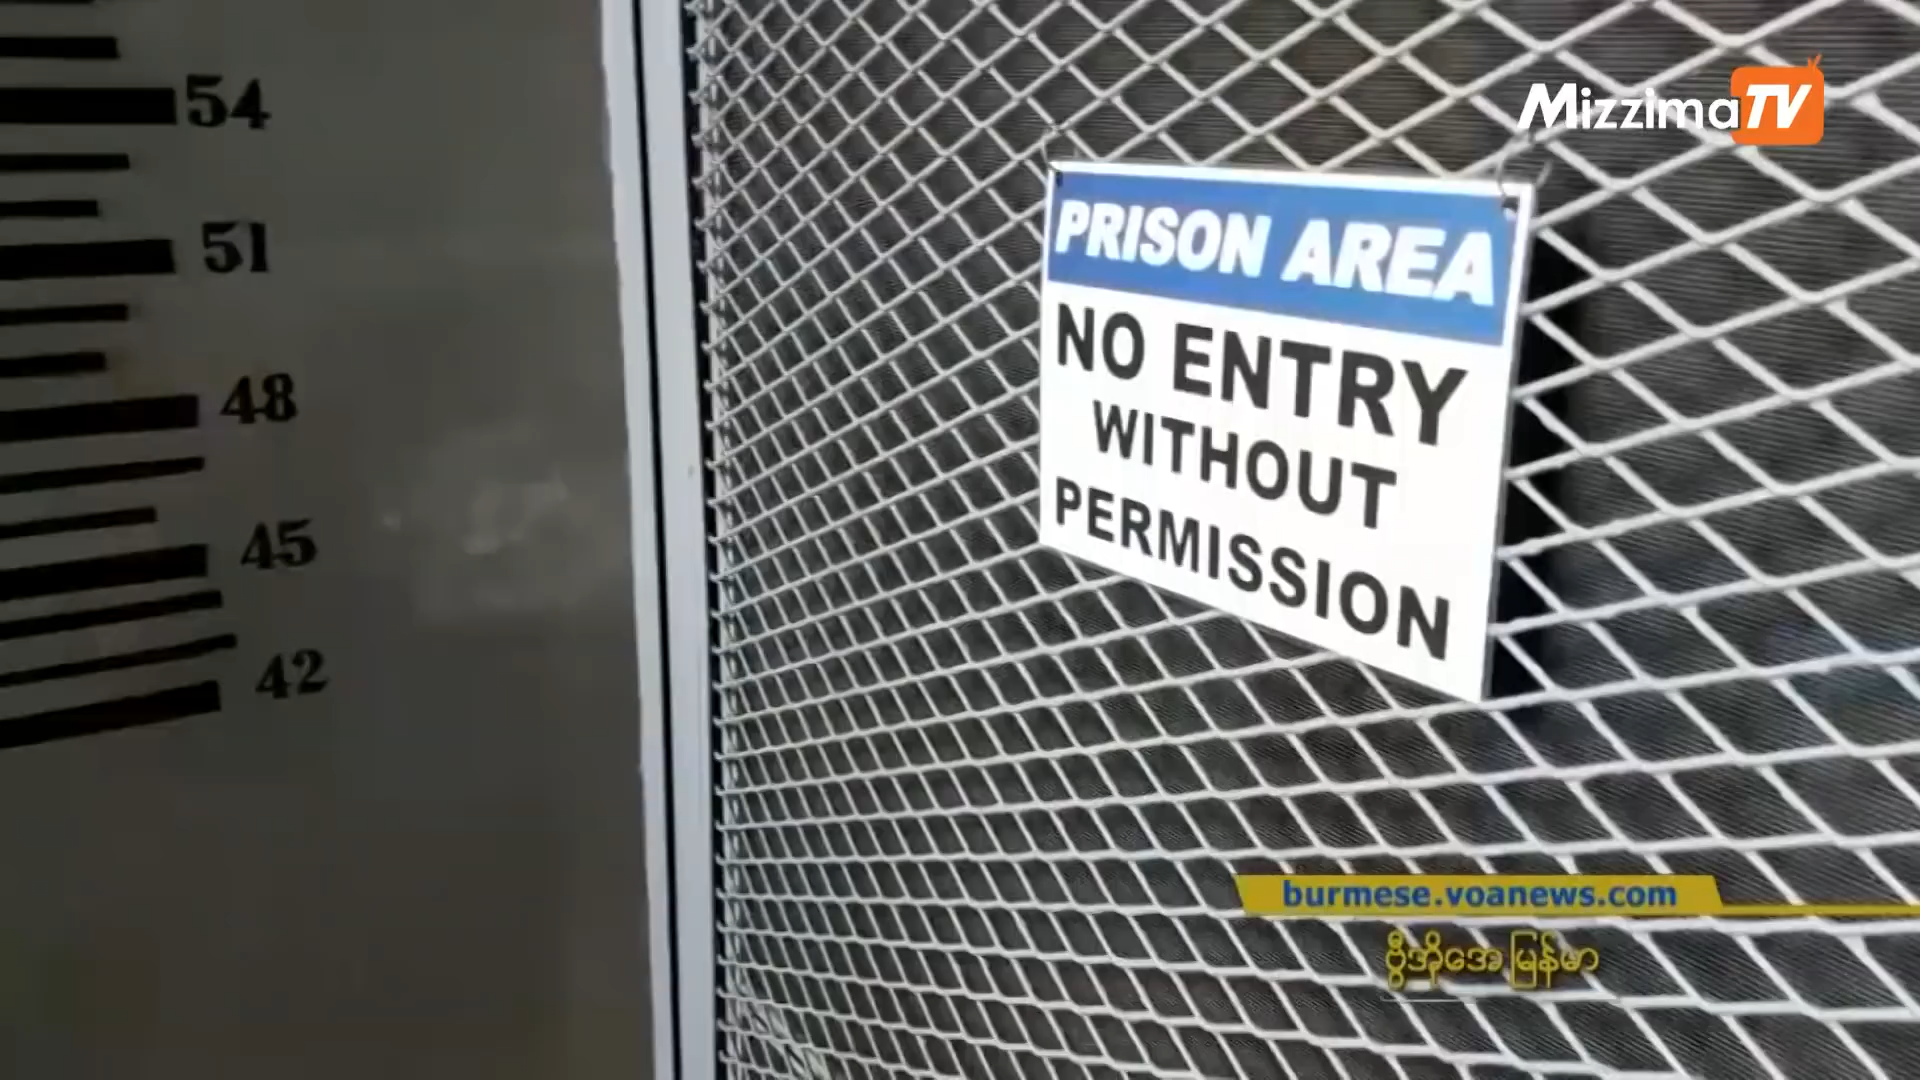 MizzimaTV
54
51
48
45
42
PRISON AREA
NO ENTRY
WITHOUT
PERMISSION
burmese.voanews.com
ဗွီအိုအေ မြန်မာ